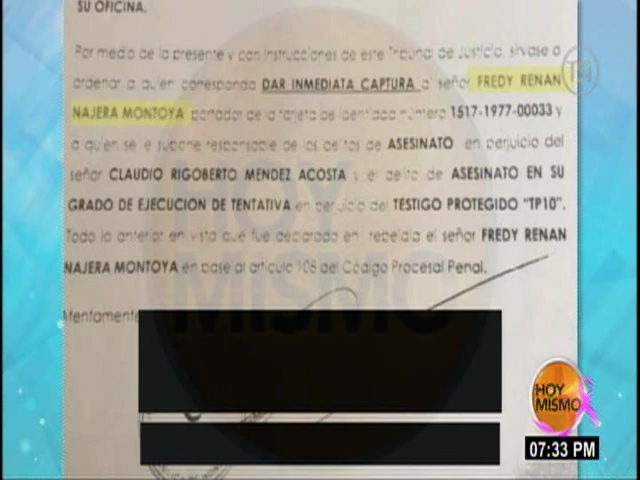 SU OFICINA.
Por medio de la presente y con instrucciones de este Tribunal de Justicia, sírvase a
ordenar a quien corresponda DAR INMEDIATA CAPTURA al señor FREDY RENAN
NAJERA MONTOYA portador de la tarjeta de identidad número 1517-1977-00033 y
a quien se le supone responsable de los delitos de ASESINATO en perjuicio del
señor CLAUDIO RIGOBERTO MENDEZ ACOSTA y el delito de ASESINATO EN SU
GRADO DE EJECUCION DE TENTATIVA en perjuicio del TESTIGO PROTEGIDO "TP10".
Todo lo anterior en vista que fue declarado en rebeldía el señor FREDY RENAN
NAJERA MONTOYA en base al artículo 106 del Código Procesal Penal.
Atentamente
HOY
MISMO
HOY
MISMO
07:33 PM